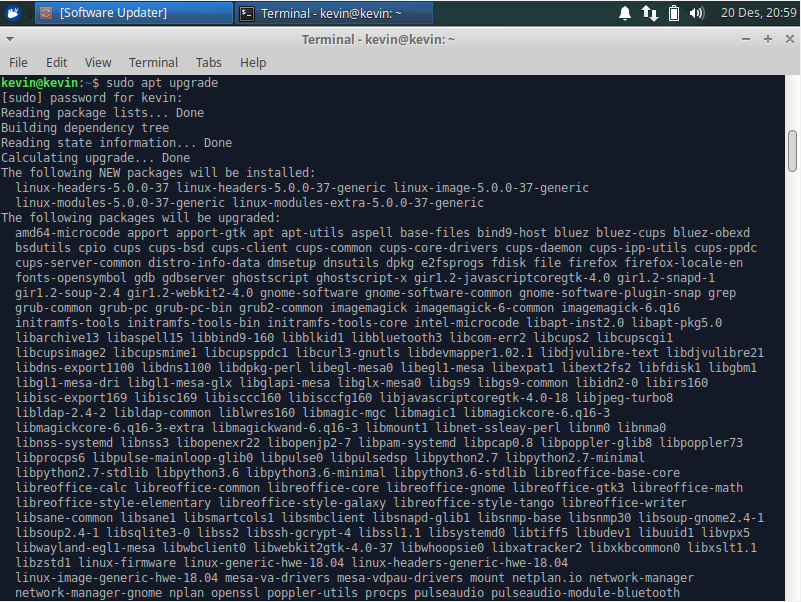 [Software Updater]
Terminal - kevin@kevin: ~
20 Des, 20:59
Terminal - kevin@kevin: ~
File Edit View Terminal Tabs Help
kevin@kevin:~$ sudo apt upgrade
[sudo] password for kevin:
Reading package lists... Done
Building dependency tree
Reading state information... Done
Calculating upgrade... Done
The following NEW packages will be installed:
linux-headers-5.0.0-37 linux-headers-5.0.0-37-generic linux-image-5.0.0-37-generic
linux-modules-5.0.0-37-generic linux-modules-extra-5.0.0-37-generic
The following packages will be upgraded:
amd64-microcode apport apport-gtk apt apt-utils aspell base-files bind9-host bluez bluez-cups bluez-obexd
bsdutils cpio cups cups-bsd cups-client cups-common cups-core-drivers cups-daemon cups-ipp-utils cups-ppdc
cups-server-common distro-info-data dmsetup dnsutils dpkg e2fsprogs fdisk file firefox firefox-locale-en
fonts-opensymbol gdb gdbserver ghostscript ghostscript-x gir1.2-javascriptcoregtk-4.0 gir1.2-snapd-1
gir1.2-soup-2.4 gir1.2-webkit2-4.0 gnome-software gnome-software-common gnome-software-plugin-snap grep
grub-common grub-pc grub-pc-bin grub2-common imagemagick imagemagick-6-common imagemagick-6.q16
initramfs-tools initramfs-tools-bin initramfs-tools-core intel-microcode libapt-inst2.0 libapt-pkg5.0
libarchive13 libaspell15 libbind9-160 libblkid1 libbluetooth3 libcom-err2 libcups2 libcupscgi1
libcupsimage2 libcupsmime1 libcupsppdc1 libcurl3-gnutls libdevmapper1.02.1 libdjvulibre-text libdjvulibre21
libdns-export1100 libdns1100 libdpkg-perl libegl-mesa0 libegl1-mesa libexpat1 libext2fs2 libfdisk1 libgbm1
libgl1-mesa-dri libgl1-mesa-glx libglapi-mesa libglx-mesa0 libgs9 libgs9-common libidn2-0 libirs160
libisc-export169 libisc169 libisccc160 libisccfg160 libjavascriptcoregtk-4.0-18 libjpeg-turbo8
libldap-2.4-2 libldap-common liblwres160 libmagic-mgc libmagic1 libmagickcore-6.q16-3
libmagickcore-6.q16-3-extra libmagickwand-6.q16-3 libmount1 libnet-ssleay-perl libnm0 libnma0
libnss-systemd libnss3 libopenexr22 libopenjp2-7 libpam-systemd libpcap0.8 libpoppler-glib8 libpoppler73
libprocps6 libpulse-mainloop-glib0 libpulse0 libpulsedsp libpython2.7 libpython2.7-minimal
libpython2.7-stdlib libpython3.6 libpython3.6-minimal libpython3.6-stdlib libreoffice-base-core
libreoffice-calc libreoffice-common libreoffice-core libreoffice-gnome libreoffice-gtk3 libreoffice-math
libreoffice-style-elementary libreoffice-style-galaxy libreoffice-style-tango libreoffice-writer
libsane-common libsane1 libsmartcols1 libsmbclient libsnapd-glib1 libsnmp-base libsnmp30 libsoup-gnome2.4-1
libsoup2.4-1 libsqlite3-0 libss2 libssh-gcrypt-4 libssl1.1 libsystemd0 libtiff5 libudev1 libuuid1 libvpx5
libwayland-egl1-mesa libwbclient0 libwebkit2gtk-4.0-37 libwhoopsie0 libxatracker2 libxkbcommon0 libxslt1.1
libzstd1 linux-firmware linux-generic-hwe-18.04 linux-headers-generic-hwe-18.04
linux-image-generic-hwe-18.04 mesa-va-drivers mesa-vdpau-drivers mount netplan.io network-manager
network-manager-gnome nplan openssl poppler-utils procps pulseaudio pulseaudio-module-bluetooth